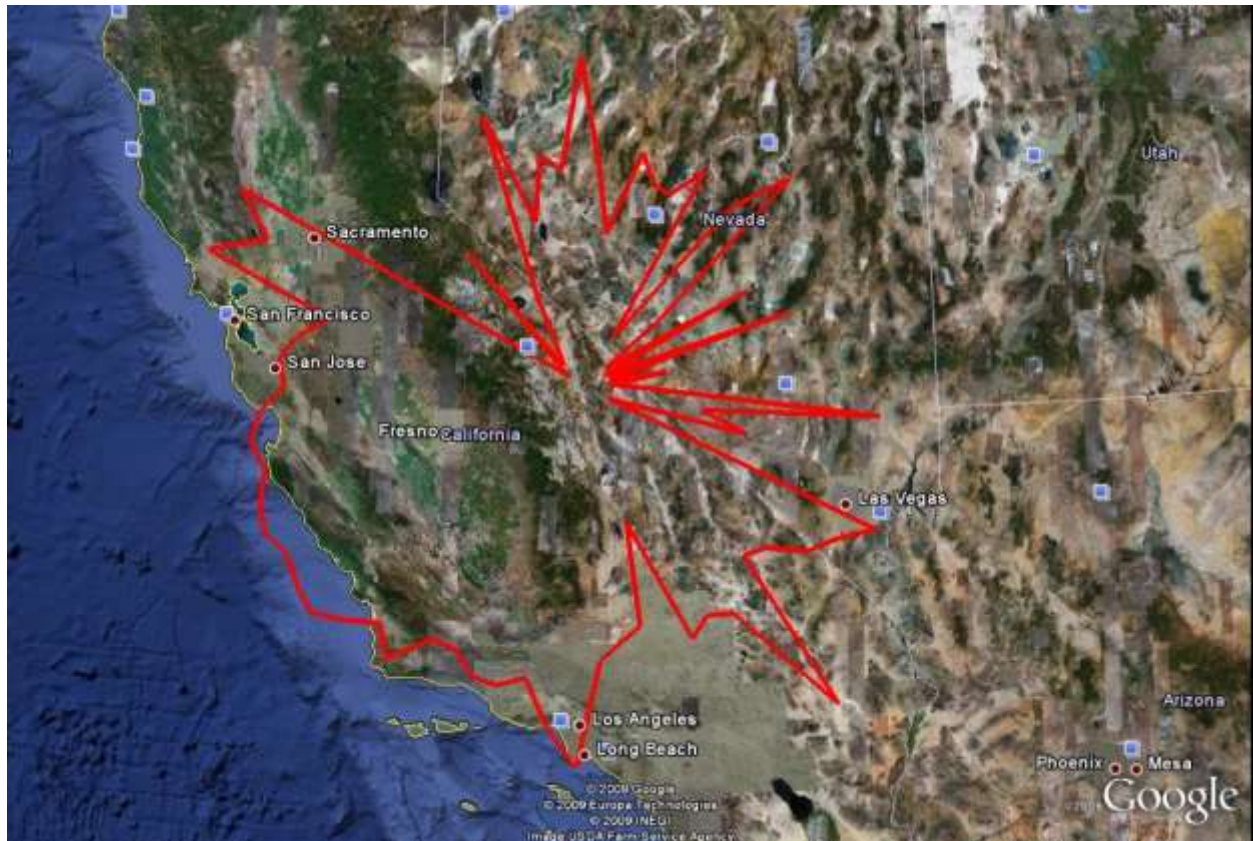 Utah
Nevada
Sacramento
San Francisco
San Jose
Fresno
California
Las Vegas
Arizona
Los Angeles
Long Beach
Phoenix
Mesa
© 2009 Google
© 2009 Europa Technologies
© 2009 INEGI
Image USDA Farm Service Agency
©2009 Google